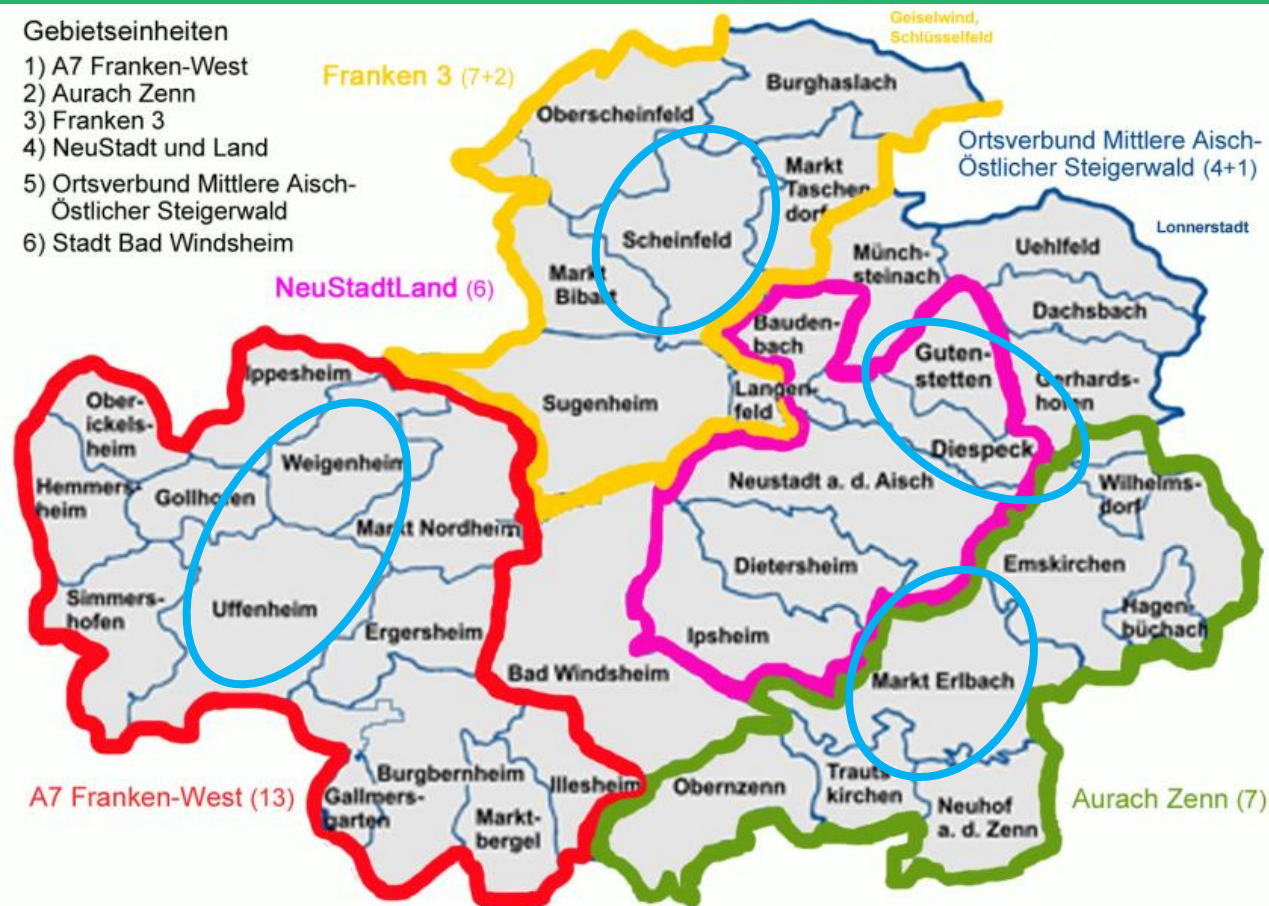 Gebietseinheiten
1) A7 Franken-West
2) Aurach Zenn
3) Franken 3
4) NeuStadt und Land
5) Ortsverbund Mittlere Aisch-
Östlicher Steigerwald
6) Stadt Bad Windsheim
Geiselwind,
Schlüsselfeld
Franken 3 (7+2)
Burghaslach
Oberscheinfeld
Ortsverbund Mittlere Aisch-
Östlicher Steigerwald (4+1)
Markt
Taschen
dorf
Scheinfeld
Lonnerstadt
Münch-
steinach
Uehlfeld
Markt
Bibart
NeuStadtLand (6)
Dachsbach
Bauden-
bach
Guten-
stetten
Gerhards-
hofen
Ippesheim
Langen-
feld
Sugenheim
Ober-
ickels-
heim
Diespeck
Weigenheim
Neustadt a. d. Aisch
Wilhelms-
dorf
Hemmers-
heim
Gollhofen
Markt Nordheim
Dietersheim
Emskirchen
Simmers-
hofen
Uffenheim
Hagen-
büchach
Ergersheim
Ipsheim
Bad Windsheim
Markt Erlbach
Burgbernheim
Illesheim
Obernzenn
Trauts
kirchen
A7 Franken-West (13)
Gallmers-
garten
Markt-
bergel
Neuhof
a. d. Zenn
Aurach Zenn (7)